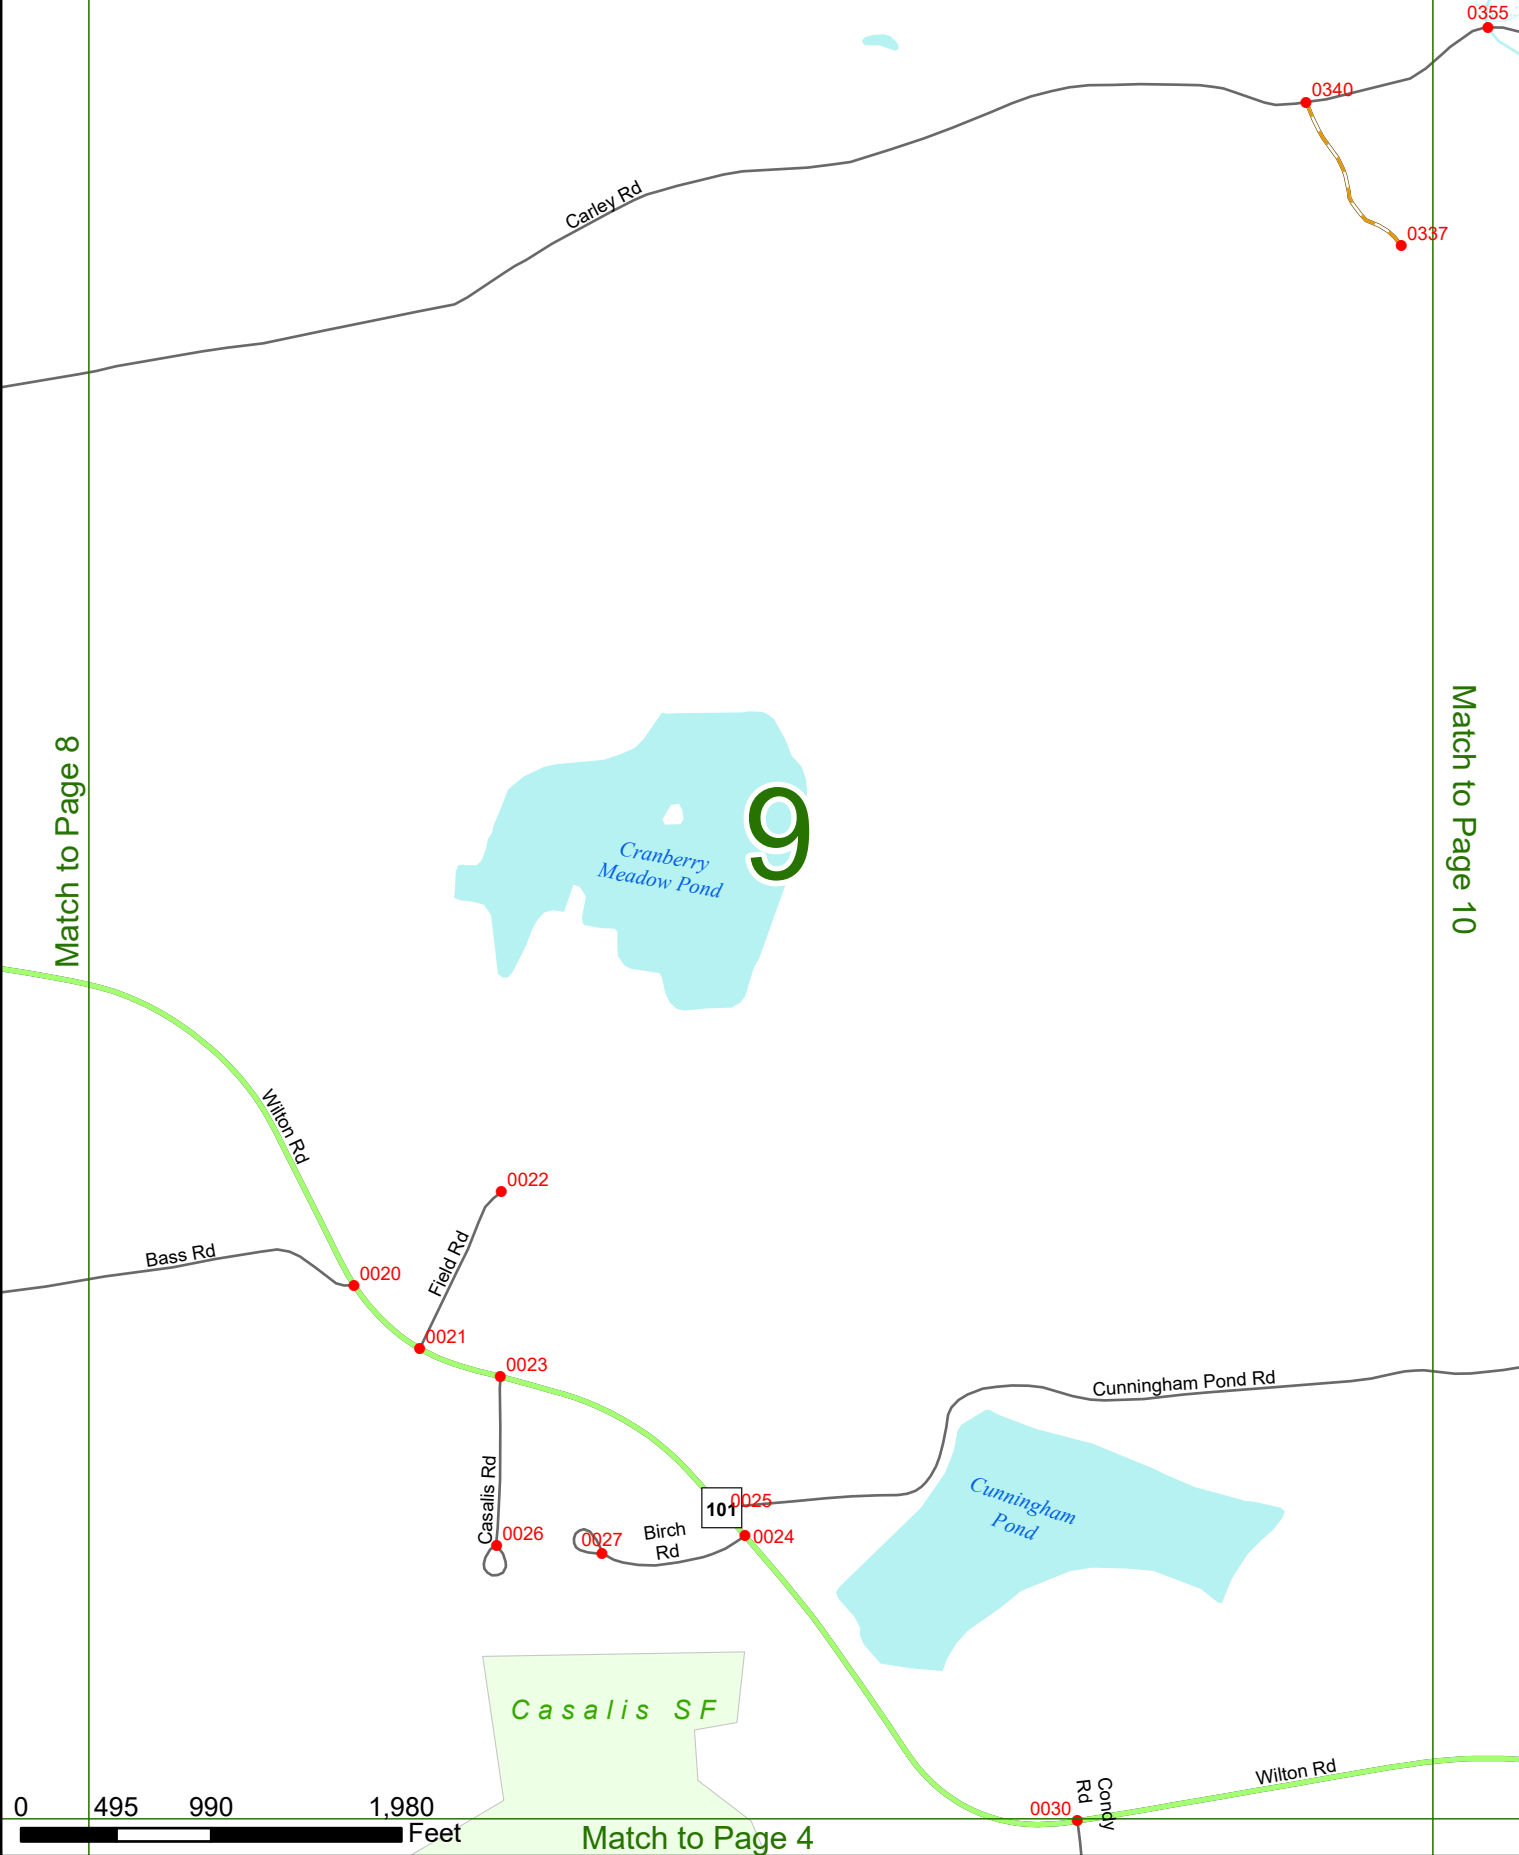 0355
0340
Carley Rd
0337
Match to Page 8
Match to Page 10
9
Cranberry
Meadow Pond
Wilton Rd
0022
Bass Rd
Field Rd
0020
0021
0023
Cunningham Pond Rd
Casalis Rd
101
0025
Cunningham
Pond
0026
0027
Birch
Rd
0024
Casalis SF
Wilton Rd
Condy
Rd
0030
0 495 990 1,980
Feet
Match to Page 4